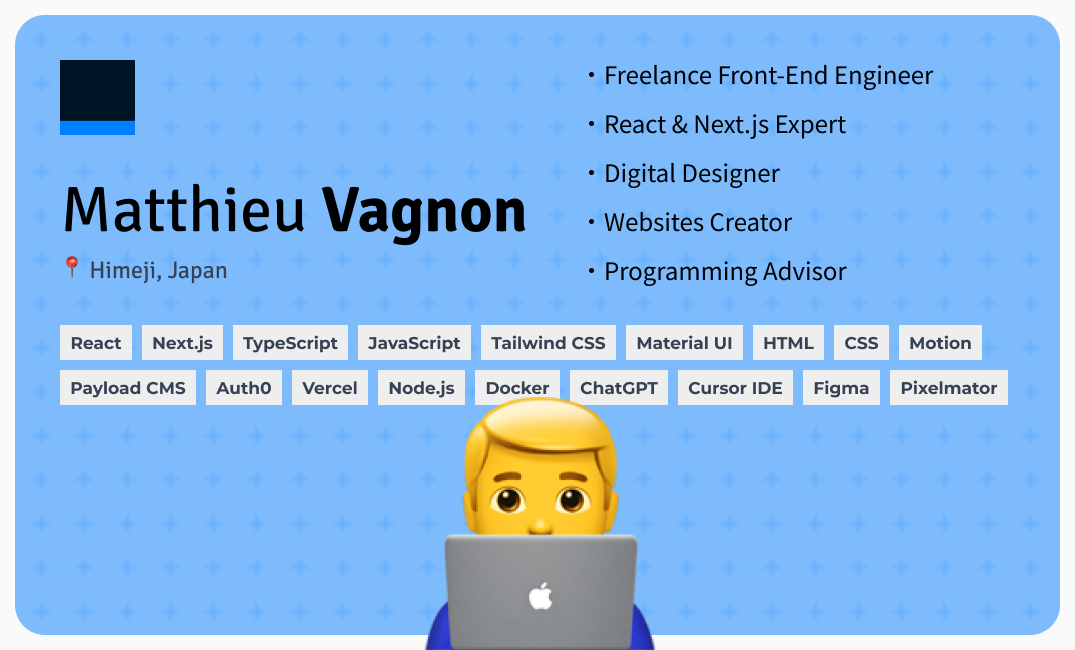 Matthieu Vagnon
📍 Himeji, Japan
・Freelance Front-End Engineer
・React & Next.js Expert
・Digital Designer
・Websites Creator
・Programming Advisor
React Next.js TypeScript JavaScript Tailwind CSS Material UI HTML CSS Motion
Payload CMS Auth0 Vercel Node.js Docker ChatGPT Cursor IDE Figma Pixelmator